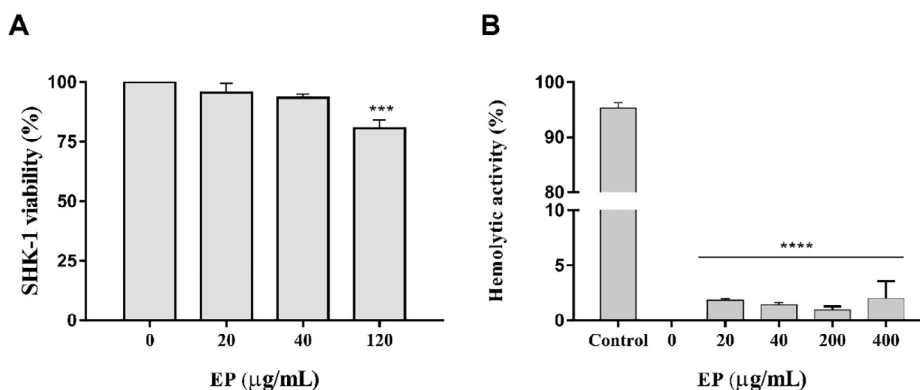 A
SHK-1 viability (%)
100
75
50
25
0
***
0 20 40 120
EP (μg/mL)
B
Hemolytic activity (%)
100
90
80
10
5
0
****
Control 0 20 40 200 400
EP (μg/mL)